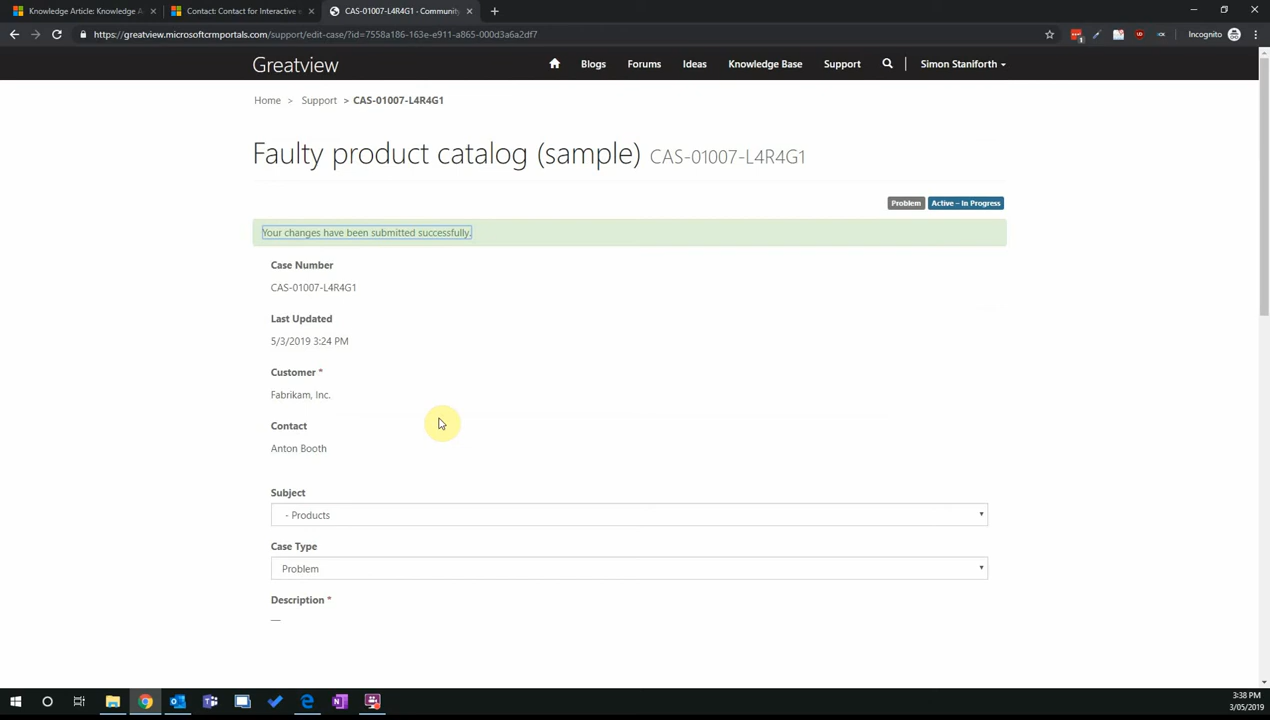 Knowledge Article: Knowledge A
Contact: Contact for Interactive e
CAS-01007-L4R4G1 - Community
https://greatview.microsoftcrmportals.com/support/edit-case/?id=7558a186-163e-e911-a865-000d3a6a2df7
Incognito
Greatview
Blogs
Forums
Ideas
Knowledge Base
Support
Simon Staniforth
Home > Support > CAS-01007-L4R4G1
Faulty product catalog (sample) CAS-01007-L4R4G1
Problem
Active – In Progress
Your changes have been submitted successfully.
Case Number
CAS-01007-L4R4G1
Last Updated
5/3/2019 3:24 PM
Customer *
Fabrikam, Inc.
Contact
Anton Booth
Subject
- Products
Case Type
Problem
Description *
—
3:38 PM
3/05/2019